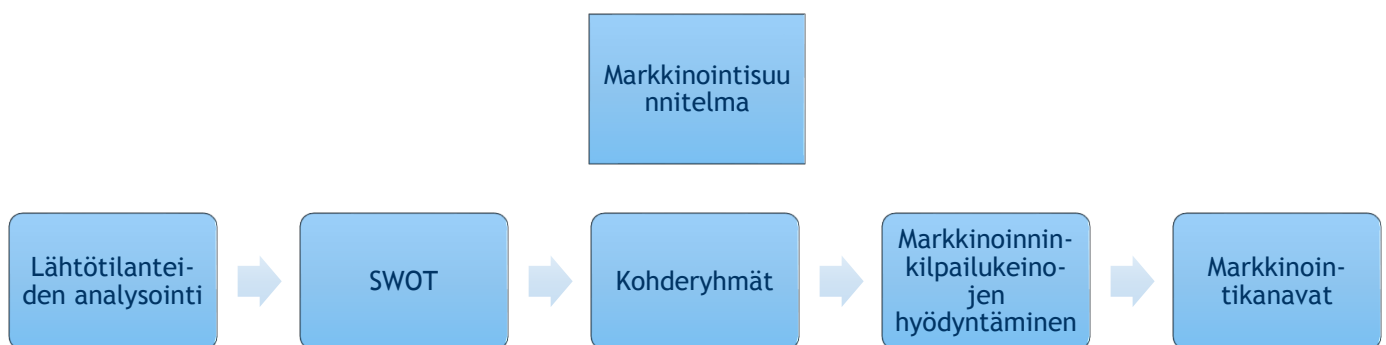 Markkinointisuu
nnitelma
Lähtötilantei-
den analysointi
SWOT
Kohderyhmät
Markkinoinnin-
kilpailukeino-
jen
hyödyntäminen
Markkinoin-
tikanavat